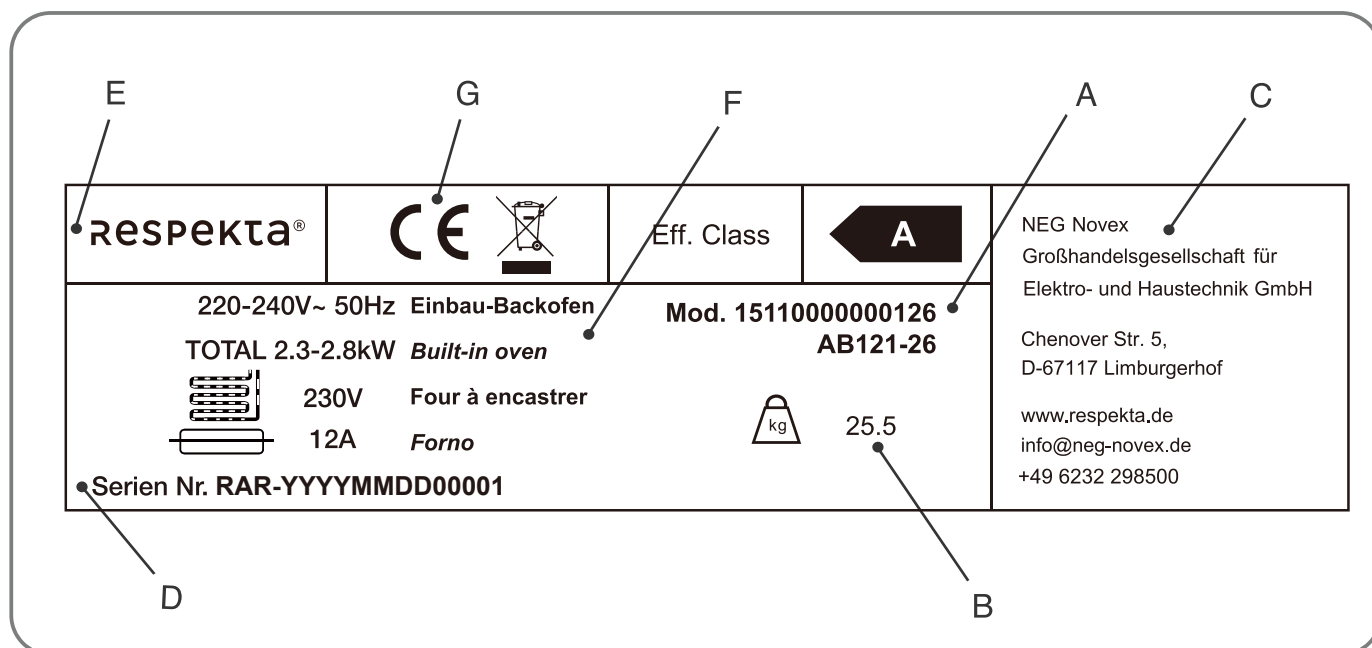 E
G
F
A
C
Respekta®
CE
Eff. Class
A
220-240V~ 50Hz Einbau-Backofen
TOTAL 2.3-2.8kW Built-in oven
230V Four à encastrer
12A Forno
Serien Nr. RAR-YYYYMMDD00001
Mod. 15110000000126
AB121-26
kg 25.5
NEG Novex
Großhandelsgesellschaft für
Elektro- und Haustechnik GmbH
Chenover Str. 5,
D-67117 Limburgerhof
www.respekta.de
info@neg-novex.de
+49 6232 298500
D
B